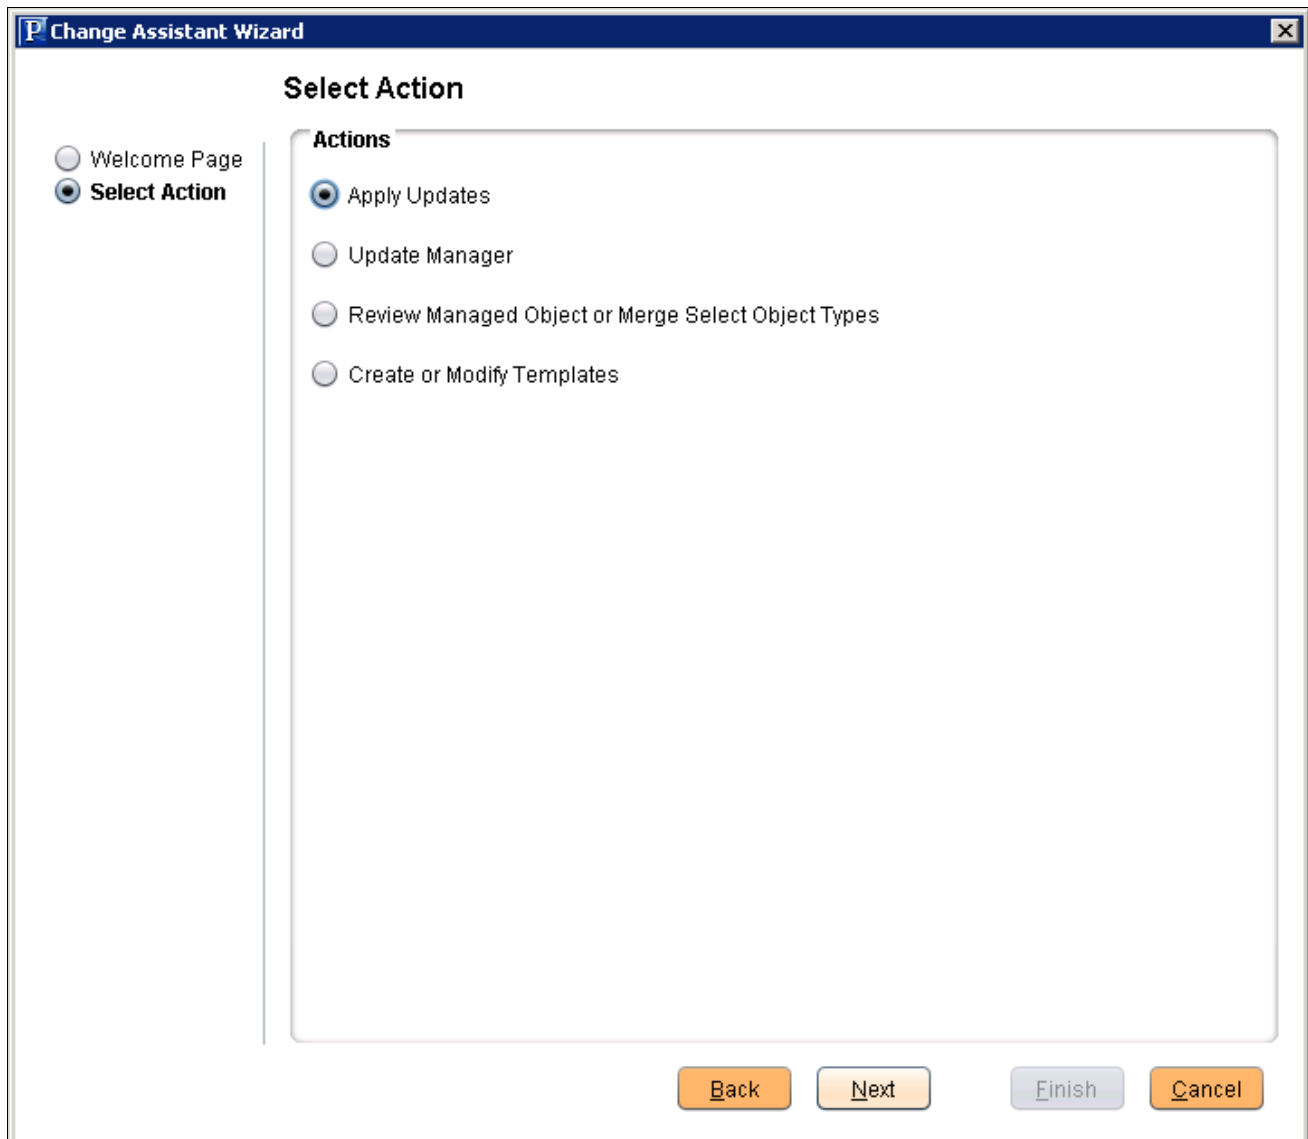 P Change Assistant Wizard
Select Action
Welcome Page
Select Action
Actions
Apply Updates
Update Manager
Review Managed Object or Merge Select Object Types
Create or Modify Templates
Back Next Finish Cancel